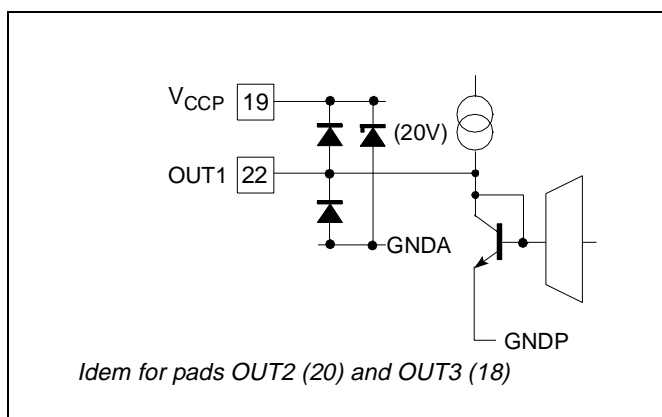 VCCP 19
(20V)
OUT1 22
GNDA
GNDP
Idem for pads OUT2 (20) and OUT3 (18)